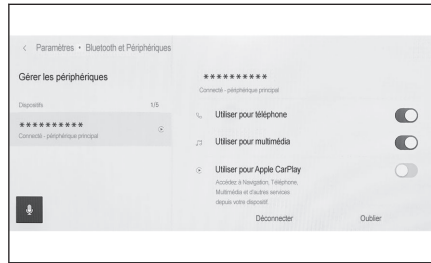 < Paramètres • Bluetooth et Périphériques
Gérer les périphériques
Dispositifs 1/5
**********
Connecté - périphérique principal
**********
Connecté - périphérique principal
Utiliser pour téléphone
Utiliser pour multimédia
Utiliser pour Apple CarPlay
Accédez à Navigation, Téléphone,
Multimédia et d'autres services
depuis votre dispositif
Déconnecter Oublier